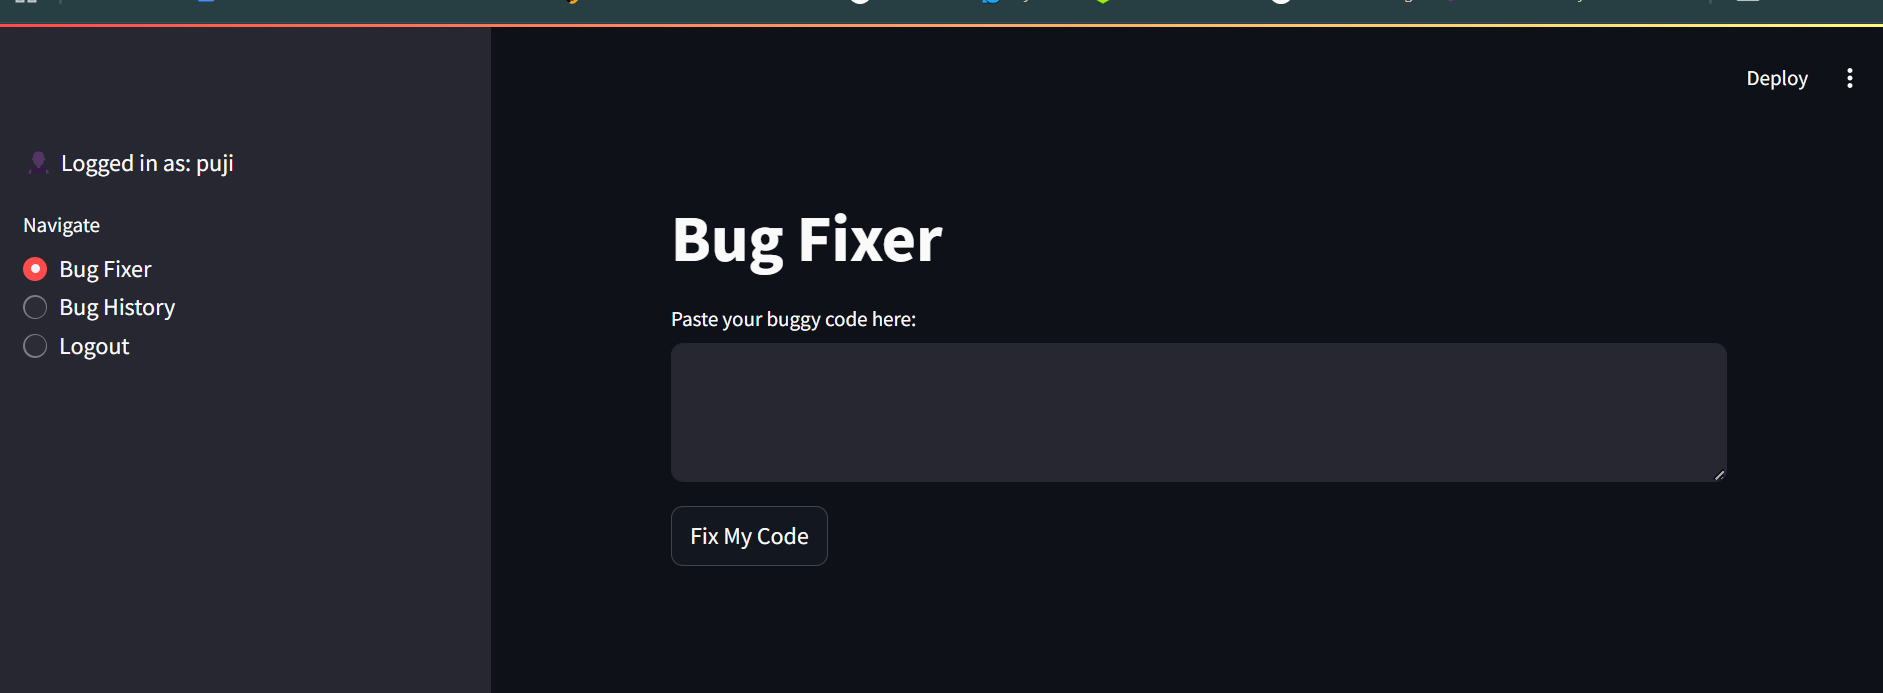 Deploy
Logged in as: puji
Navigate
Bug Fixer
Bug History
Logout
Bug Fixer
Paste your buggy code here:
Fix My Code